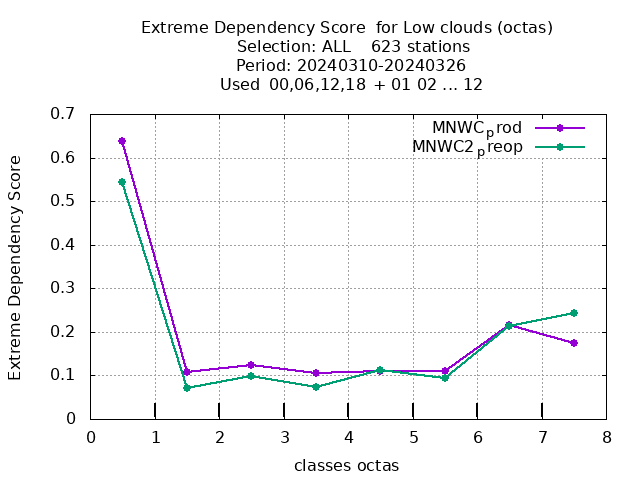 Extreme Dependency Score  for Low clouds (octas)
Selection: ALL    623 stations
Period: 20240310-20240326
Used  00,06,12,18  + 01 02 ... 12
MNWCprod
MNWC2preop
Extreme Dependency Score
0.7
0.6
0.5
0.4
0.3
0.2
0.1
0
0 1 2 3 4 5 6 7 8
classes octas